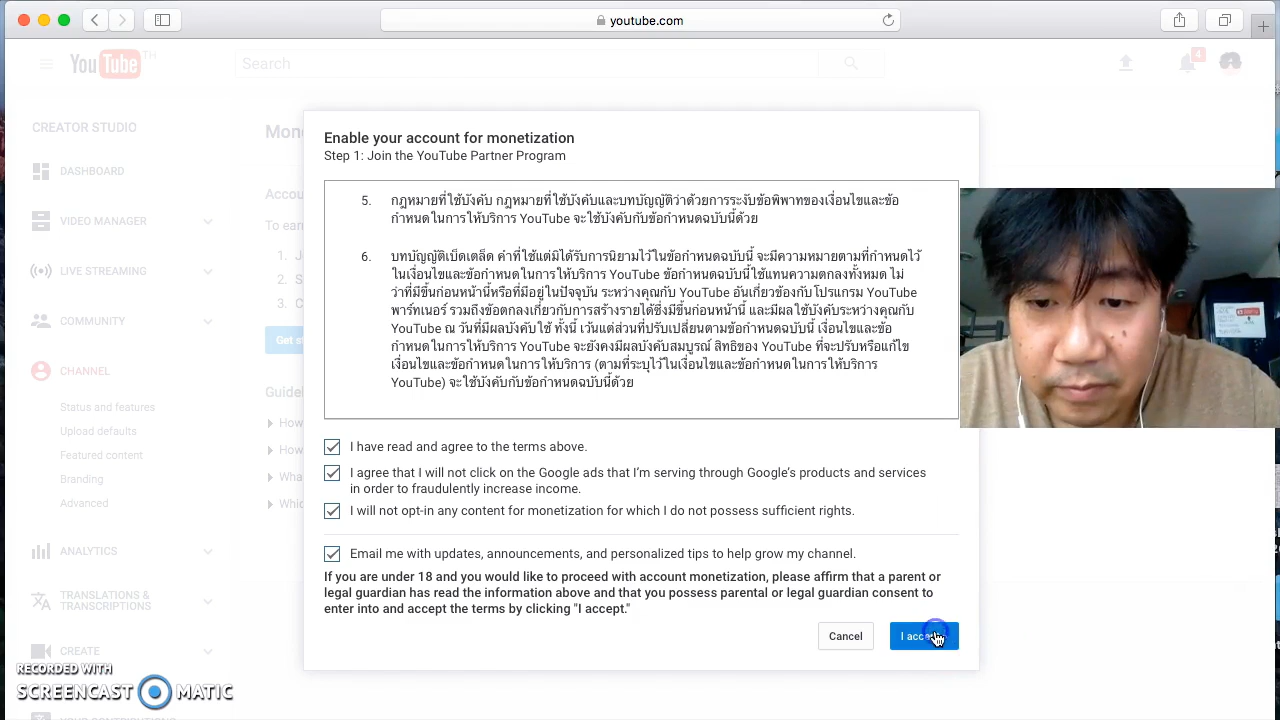 youtube.com
YouTube TH
Search
4
CREATOR STUDIO
DASHBOARD
VIDEO MANAGER
LIVE STREAMING
COMMUNITY
CHANNEL
Status and features
Upload defaults
Featured content
Branding
Advanced
ANALYTICS
TRANSLATIONS &
TRANSCRIPTIONS
CREATE
Enable your account for monetization
Step 1: Join the YouTube Partner Program
5. กฎหมายที่ใช้บังคับ กฎหมายที่ใช้บังคับและบทบัญญัติว่าด้วยการระงับข้อพิพาทของเงื่อนไขและข้อ
กำหนดในการให้บริการ YouTube จะใช้บังคับกับข้อกำหนดฉบับนี้ด้วย
6. บทบัญญัติเบ็ดเตล็ด คำที่ใช้แต่มิได้รับการนิยามไว้ในข้อกำหนดฉบับนี้ จะมีความหมายตามที่กำหนดไว้
ในเงื่อนไขและข้อกำหนดในการให้บริการ YouTube ข้อกำหนดฉบับนี้ใช้แทนความตกลงทั้งหมด ไม่
ว่าที่มีขึ้นก่อนหน้านี้หรือที่มีอยู่ในปัจจุบัน ระหว่างคุณกับ YouTube อันเกี่ยวข้องกับโปรแกรม YouTube
พาร์ทเนอร์ รวมถึงข้อตกลงเกี่ยวกับการสร้างรายได้ซึ่งมีขึ้นก่อนหน้านี้ และมีผลใช้บังคับระหว่างคุณกับ
YouTube ณ วันที่มีผลบังคับใช้ ทั้งนี้ เว้นแต่ส่วนที่ปรับเปลี่ยนตามข้อกำหนดฉบับนี้ เงื่อนไขและข้อ
กำหนดในการให้บริการ YouTube จะยังคงมีผลบังคับสมบูรณ์ สิทธิของ YouTube ที่จะปรับหรือแก้ไข
เงื่อนไขและข้อกำหนดในการให้บริการ (ตามที่ระบุไว้ในเงื่อนไขและข้อกำหนดในการให้บริการ
YouTube) จะใช้บังคับกับข้อกำหนดฉบับนี้ด้วย
I have read and agree to the terms above.
I agree that I will not click on the Google ads that I'm serving through Google's products and services
in order to fraudulently increase income.
I will not opt-in any content for monetization for which I do not possess sufficient rights.
Email me with updates, announcements, and personalized tips to help grow my channel.
If you are under 18 and you would like to proceed with account monetization, please affirm that a parent or
legal guardian has read the information above and that you possess parental or legal guardian consent to
enter into and accept the terms by clicking "I accept."
Cancel
RECORDED WITH
SCREENCAST MATIC